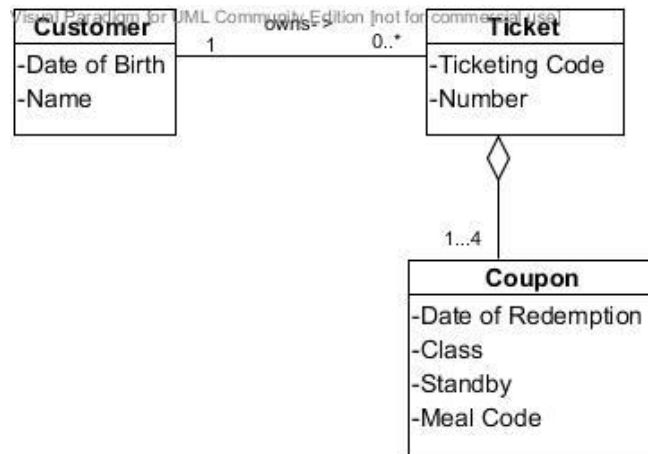 Visual Paradigm for UML Community Edition [not for commercial use]
Customer
-Date of Birth
-Name
owns- >
1
0..*
Ticket
-Ticketing Code
-Number
1...4
Coupon
-Date of Redemption
-Class
-Standby
-Meal Code